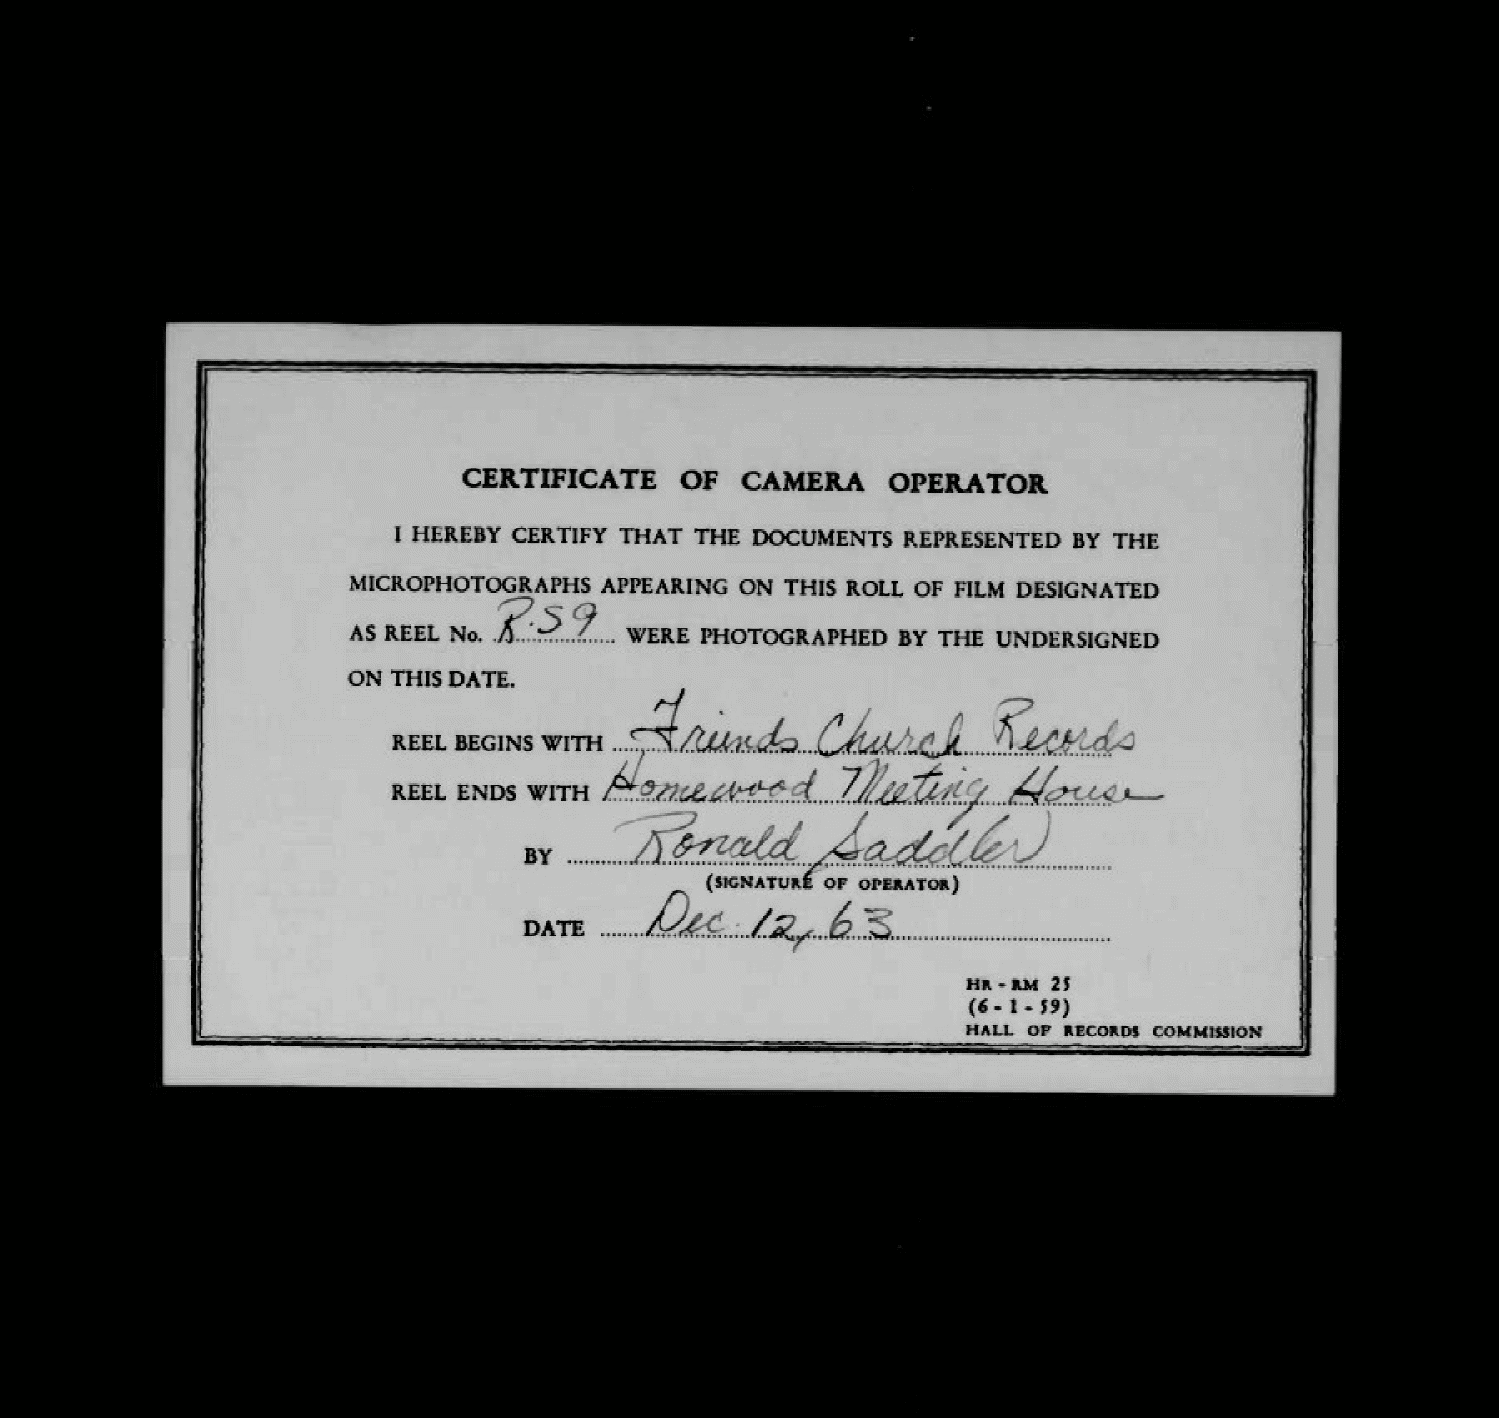 CERTIFICATE OF CAMERA OPERATOR
I HEREBY CERTIFY THAT THE DOCUMENTS REPRESENTED BY THE
MICROPHOTOGRAPHS APPEARING ON THIS ROLL OF FILM DESIGNATED
AS REEL No. R.59 WERE PHOTOGRAPHED BY THE UNDERSIGNED
ON THIS DATE.
REEL BEGINS WITH Friends Church Records
REEL ENDS WITH Homewood Meeting House
BY Ronald Saddler
(SIGNATURE OF OPERATOR)
DATE Dec. 12, 63
HR - RM 25
(6 - 1 - 59)
HALL OF RECORDS COMMISSION